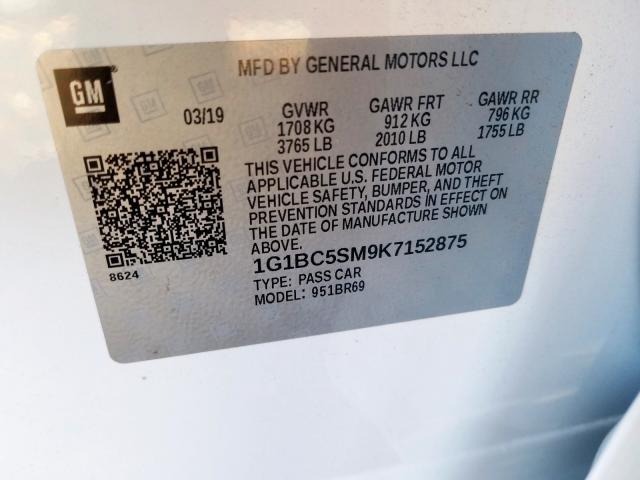 GM
MFD BY GENERAL MOTORS LLC
03/19 GVWR GAWR FRT GAWR RR
1708 KG 912 KG 796 KG
3765 LB 2010 LB 1755 LB
THIS VEHICLE CONFORMS TO ALL
APPLICABLE U.S. FEDERAL MOTOR
VEHICLE SAFETY, BUMPER, AND THEFT
PREVENTION STANDARDS IN EFFECT ON
THE DATE OF MANUFACTURE SHOWN
ABOVE.
1G1BC5SM9K7152875
TYPE: PASS CAR
MODEL: 951BR69
8624